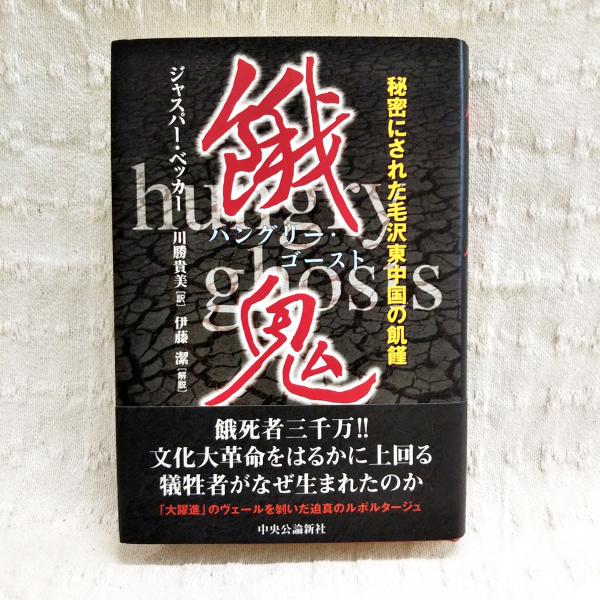 秘密にされた毛沢東中国の飢饉
餓鬼
hungry
ghosts
ハングリー・
ゴースト
ジャスパー・ベッカー
川勝貴美［訳］ 伊藤 潔［解説］
餓死者三千万!!
文化大革命をはるかに上回る
犠牲者がなぜ生まれたのか
「大躍進」のヴェールを剝いだ迫真のルポルタージュ
中央公論新社